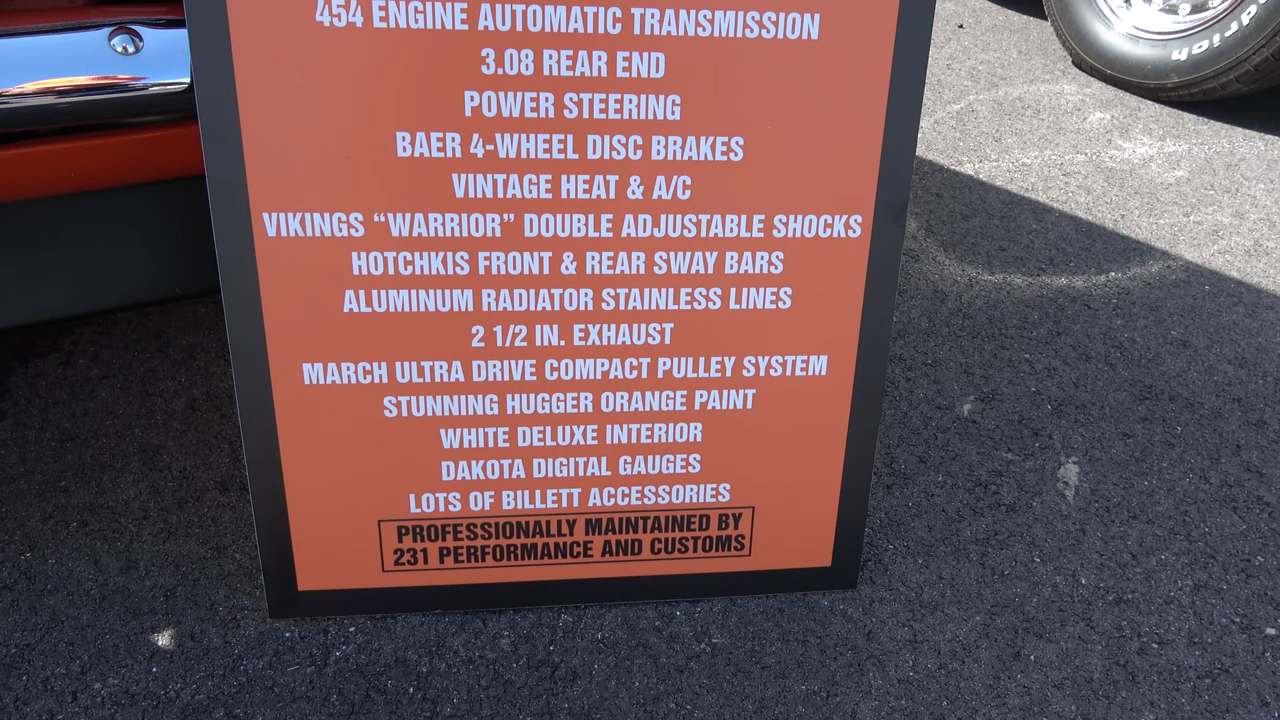 454 ENGINE AUTOMATIC TRANSMISSION
3.08 REAR END
POWER STEERING
BAER 4-WHEEL DISC BRAKES
VINTAGE HEAT & A/C
VIKINGS “WARRIOR” DOUBLE ADJUSTABLE SHOCKS
HOTCHKIS FRONT & REAR SWAY BARS
ALUMINUM RADIATOR STAINLESS LINES
2 1/2 IN. EXHAUST
MARCH ULTRA DRIVE COMPACT PULLEY SYSTEM
STUNNING HUGGER ORANGE PAINT
WHITE DELUXE INTERIOR
DAKOTA DIGITAL GAUGES
LOTS OF BILLETT ACCESSORIES
PROFESSIONALLY MAINTAINED BY
231 PERFORMANCE AND CUSTOMS